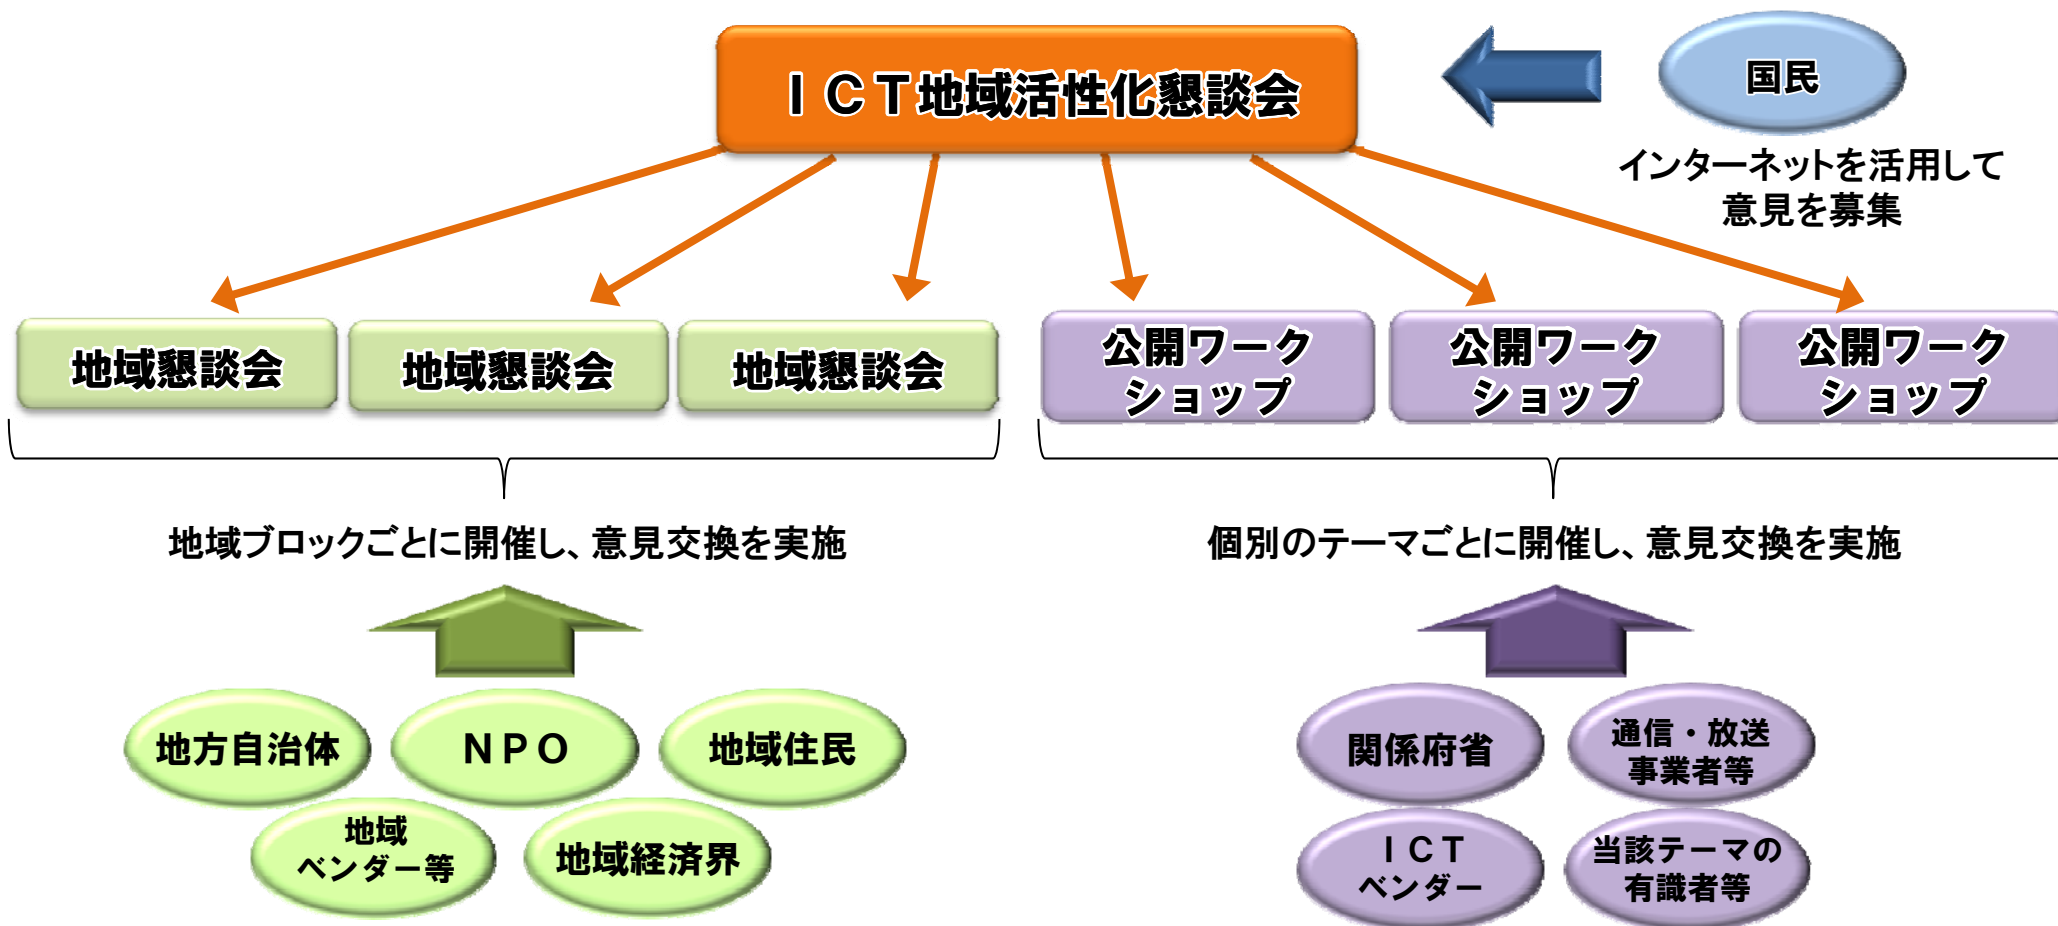 ＩＣＴ地域活性化懇談会
国民
インターネットを活用して
意見を募集
地域懇談会
地域懇談会
地域懇談会
公開ワーク
ショップ
公開ワーク
ショップ
公開ワーク
ショップ
地域ブロックごとに開催し、意見交換を実施
個別のテーマごとに開催し、意見交換を実施
地方自治体
ＮＰＯ
地域住民
地域
ベンダー等
地域経済界
関係府省
通信・放送
事業者等
ＩＣＴ
ベンダー
当該テーマの
有識者等